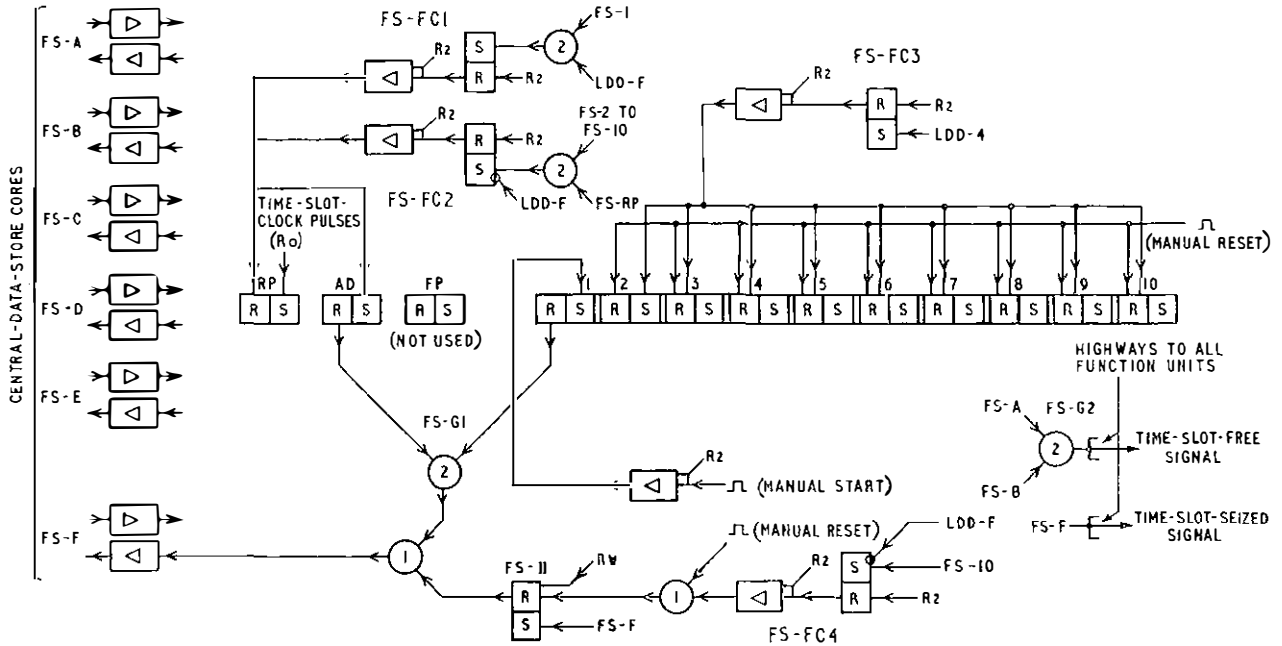 CENTRAL-DATA-STORE CORES
FS-A
FS-B
FS-C
FS-D
FS-E
FS-F
FS-FC1
FS-1
S
2
R2
R
R2
LDD-F
R2
FS-2 TO
FS-10
R
R2
S
2
FS-FC2
LDD-F
FS-RP
FS-FC3
R2
R
R2
S
LDD-4
TIME-SLOT-
CLOCK PULSES
(R0)
(MANUAL RESET)
RP
AD
FP
1
2
3
4
5
6
7
8
9
10
R S
R S
R S
R S R S R S R S R S R S R S R S R S R S
(NOT USED)
HIGHWAYS TO ALL
FUNCTION UNITS
FS-G1
2
FS-A
FS-G2
2
TIME-SLOT-FREE
SIGNAL
FS-B
R2
(MANUAL START)
(MANUAL RESET)
LDD-F
FS-F
TIME-SLOT-SEIZED
SIGNAL
1
FS-11
RW
R
S
FS-F
1
R2
S
FS-10
R
R2
FS-FC4